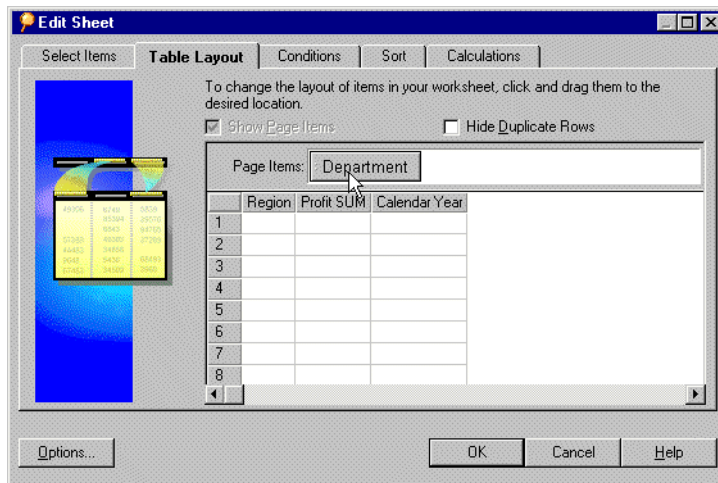 Edit Sheet
Select Items Table Layout Conditions Sort Calculations
To change the layout of items in your worksheet, click and drag them to the
desired location.
Show Page Items Hide Duplicate Rows
Page Items: Department
Region Profit SUM Calendar Year
1
2
3
4
5
6
7
8
Options... OK Cancel Help